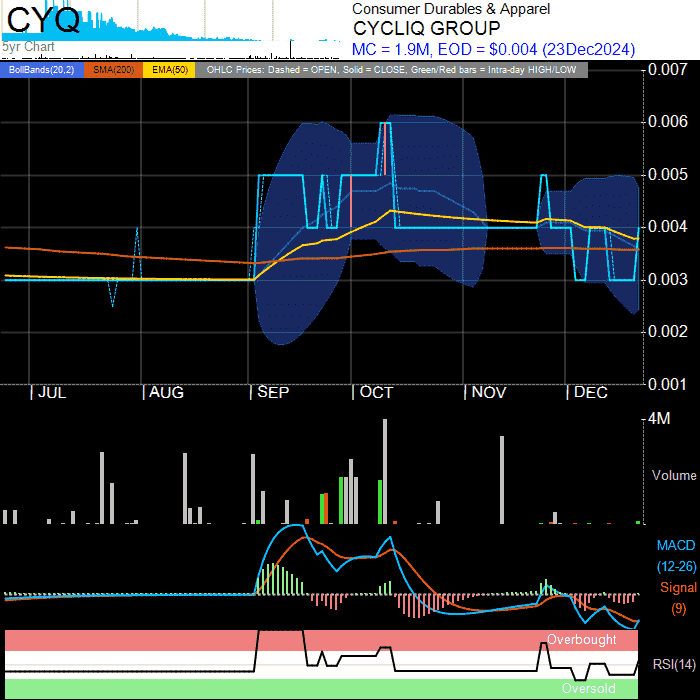 CYQ
5yr Chart
Consumer Durables & Apparel
CYCLIQ GROUP
MC = 1.9M, EOD = $0.004 (23Dec2024)
BollBands(20,2) SMA(200) EMA(50) OHLC Prices: Dashed = OPEN, Solid = CLOSE, Green/Red bars = Intra-day HIGH/LOW
0.007
0.006
0.005
0.004
0.003
0.002
0.001
JUL AUG SEP OCT NOV DEC
4M
Volume
MACD
(12-26)
Signal
(9)
Overbought
RSI(14)
Oversold